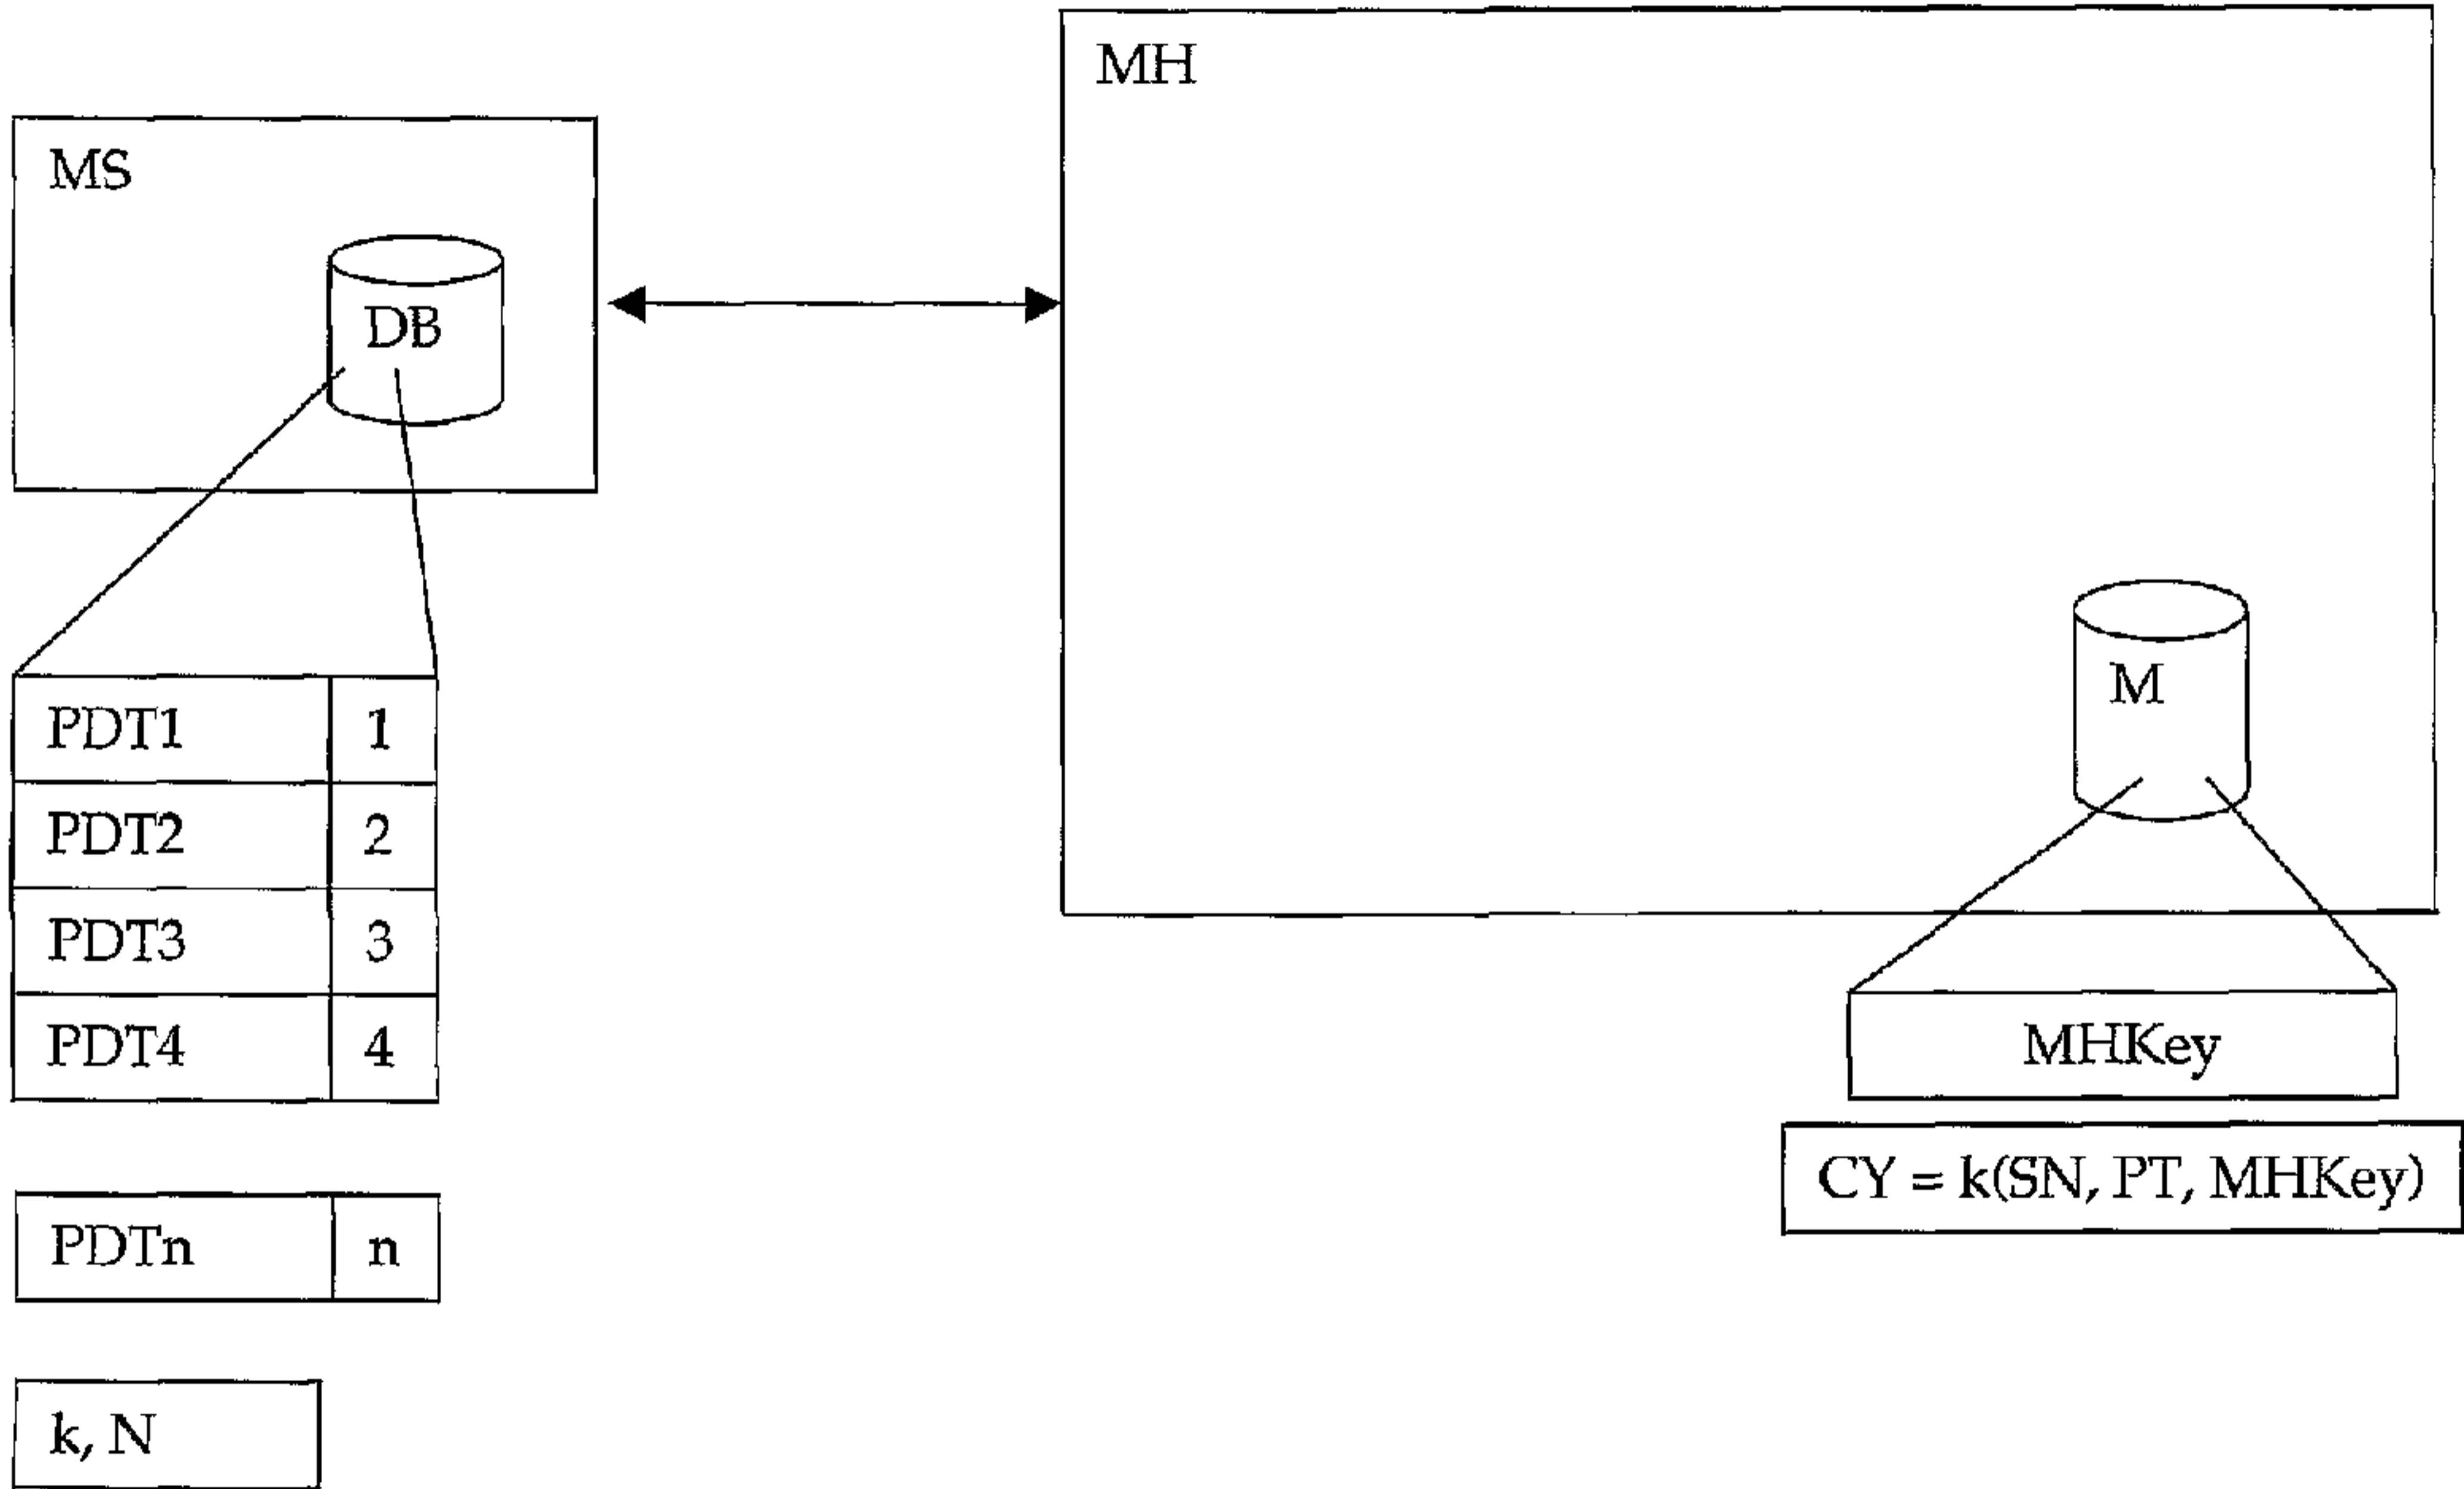 MH
MS
DB
M
PDT1 1
PDT2 2
PDT3 3
PDT4 4
MHKey
CY = k(SN, PT, MHKey)
PDTn n
k, N